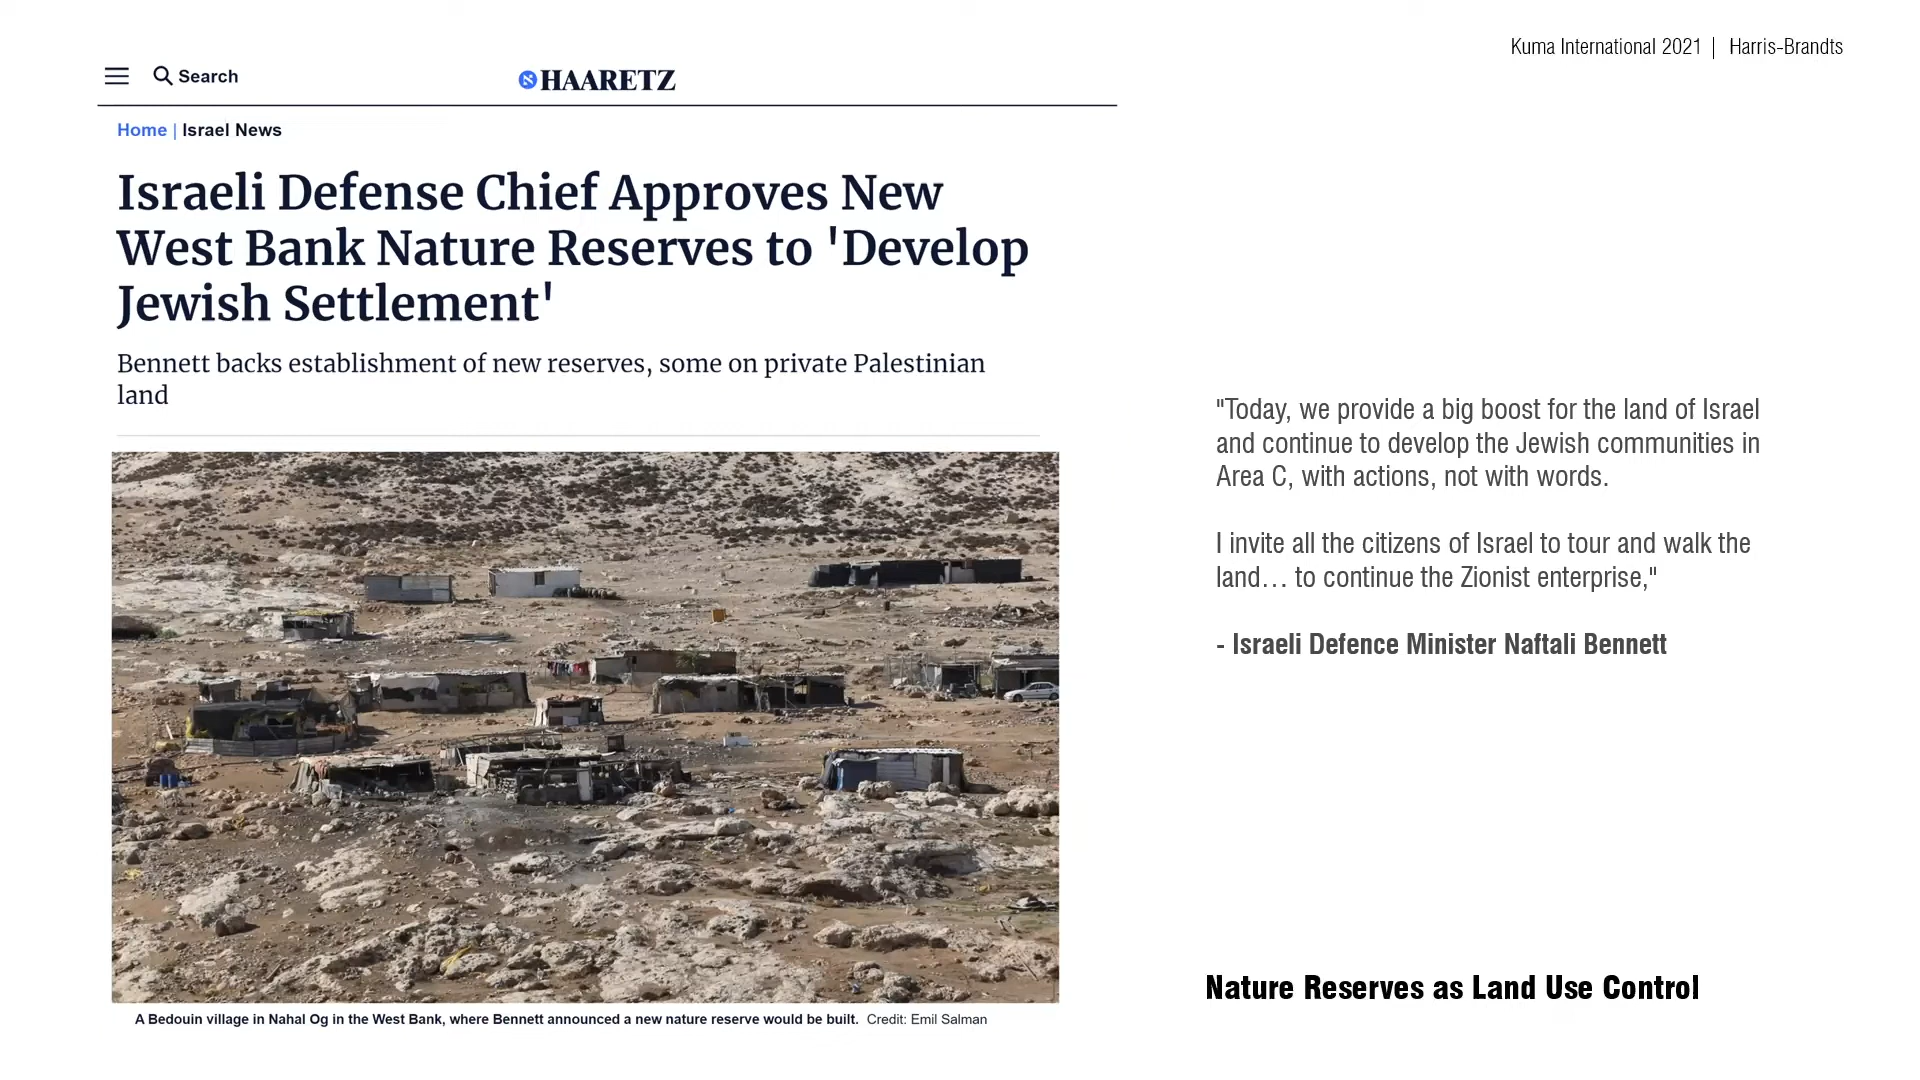 Kuma International 2021 | Harris-Brandts
Search
HAARETZ
Home | Israel News
Israeli Defense Chief Approves New
West Bank Nature Reserves to 'Develop
Jewish Settlement'
Bennett backs establishment of new reserves, some on private Palestinian
land
"Today, we provide a big boost for the land of Israel
and continue to develop the Jewish communities in
Area C, with actions, not with words.
I invite all the citizens of Israel to tour and walk the
land… to continue the Zionist enterprise,"
- Israeli Defence Minister Naftali Bennett
A Bedouin village in Nahal Og in the West Bank, where Bennett announced a new nature reserve would be built. Credit: Emil Salman
Nature Reserves as Land Use Control